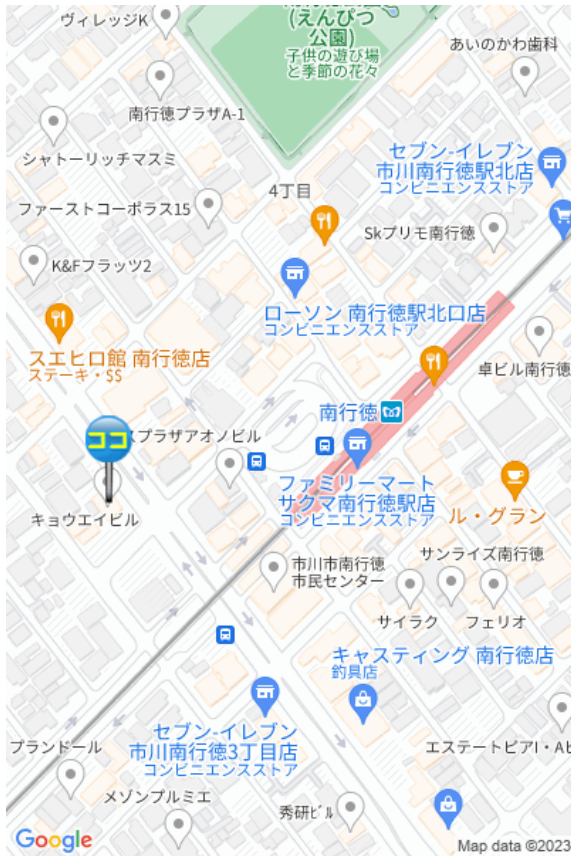 ヴィレッジK
(えんぴつ
公園)
子供の遊び場
と季節の花々
あいのかわ歯科
南行徳プラザA-1
シャトーリッチマスミ
セブン-イレブン
市川南行徳駅北店
コンビニエンスストア
4丁目
ファーストコーポラス15
Skプリモ南行徳
K&Fフラッツ2
ローソン 南行徳駅北口店
コンビニエンスストア
スエヒロ館 南行徳店
ステーキ・$$
卓ビル南行徳
南行徳
ココ
スプラザアオノビル
ファミリーマート
サクマ南行徳駅店
コンビニエンスストア
ル・グラン
キョウエイビル
市川市南行徳
市民センター
サンライズ南行徳
サイラク
フェリオ
キャスティング 南行徳店
釣具店
セブン-イレブン
市川南行徳3丁目店
コンビニエンスストア
プランドール
エステートピアI・A
メゾンプルミエ
秀研ビル
Google
Map data ©2023